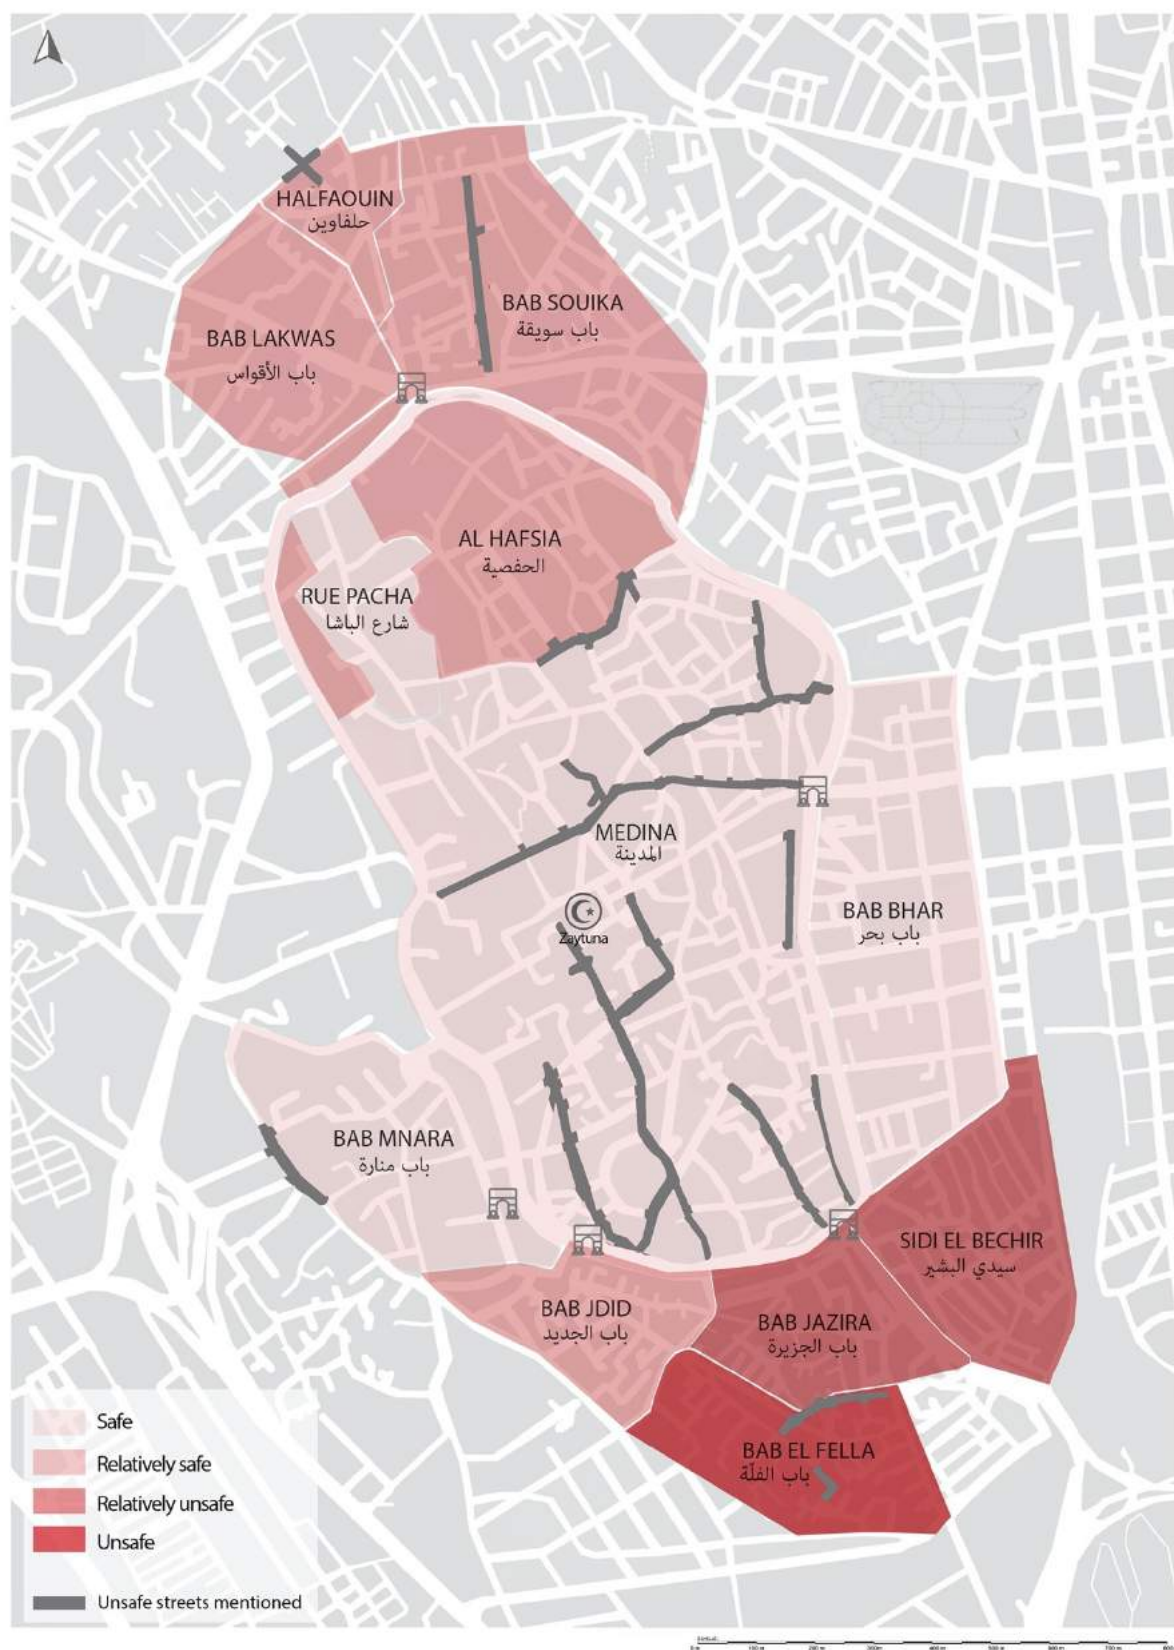 HALFAOUIN
حلفاوين
BAB SOUIKA
باب سويقة
BAB LAKWAS
باب الأقواس
AL HAFSIA
الحفصية
RUE PACHA
شارع الباشا
MEDINA
المدينة
Zaytuna
BAB BHAR
باب بحر
BAB MNARA
باب منارة
SIDI EL BECHIR
سيدي البشير
BAB JDID
باب الجديد
BAB JAZIRA
باب الجزيرة
BAB EL FELLA
باب الفلّة
Safe
Relatively safe
Relatively unsafe
Unsafe
Unsafe streets mentioned